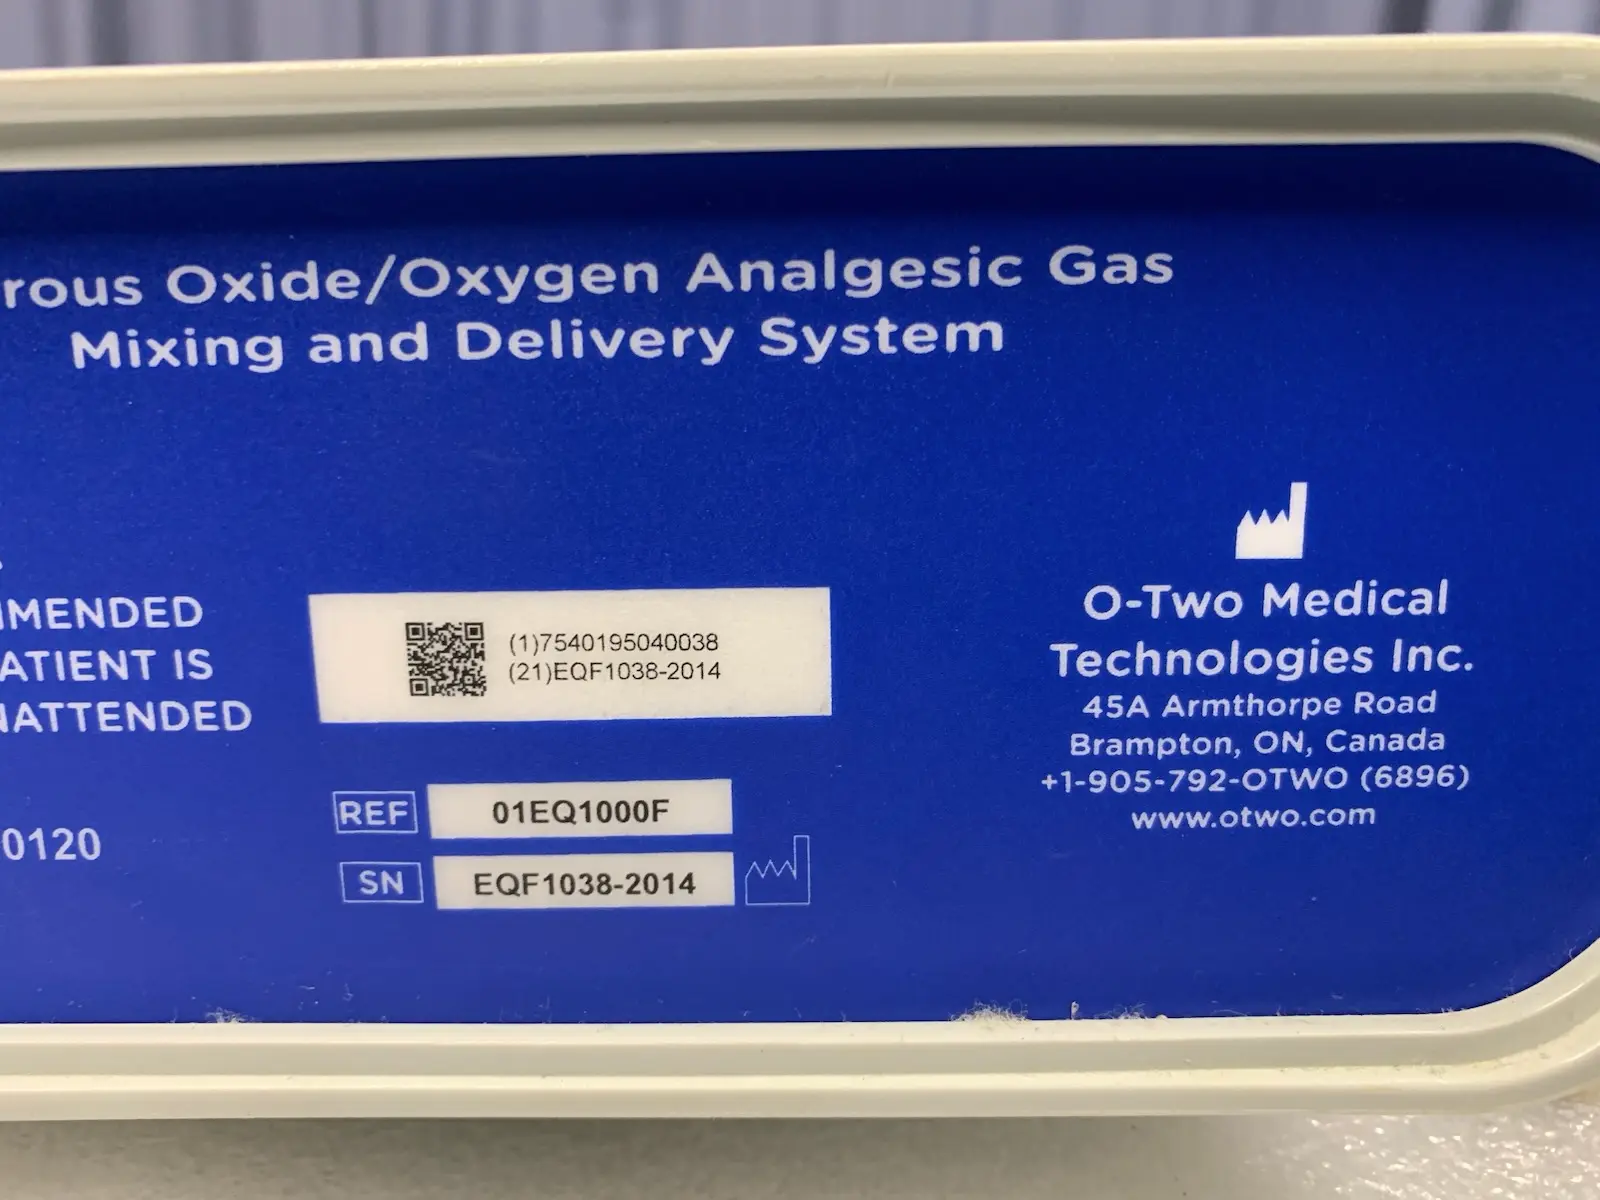 rous Oxide/Oxygen Analgesic Gas
Mixing and Delivery System
MMENDED
ATIENT IS
NATTENDED
0120
(1)7540195040038
(21)EQF1038-2014
REF 01EQ1000F
SN EQF1038-2014
O-Two Medical
Technologies Inc.
45A Armthorpe Road
Brampton, ON, Canada
+1-905-792-OTWO (6896)
www.otwo.com